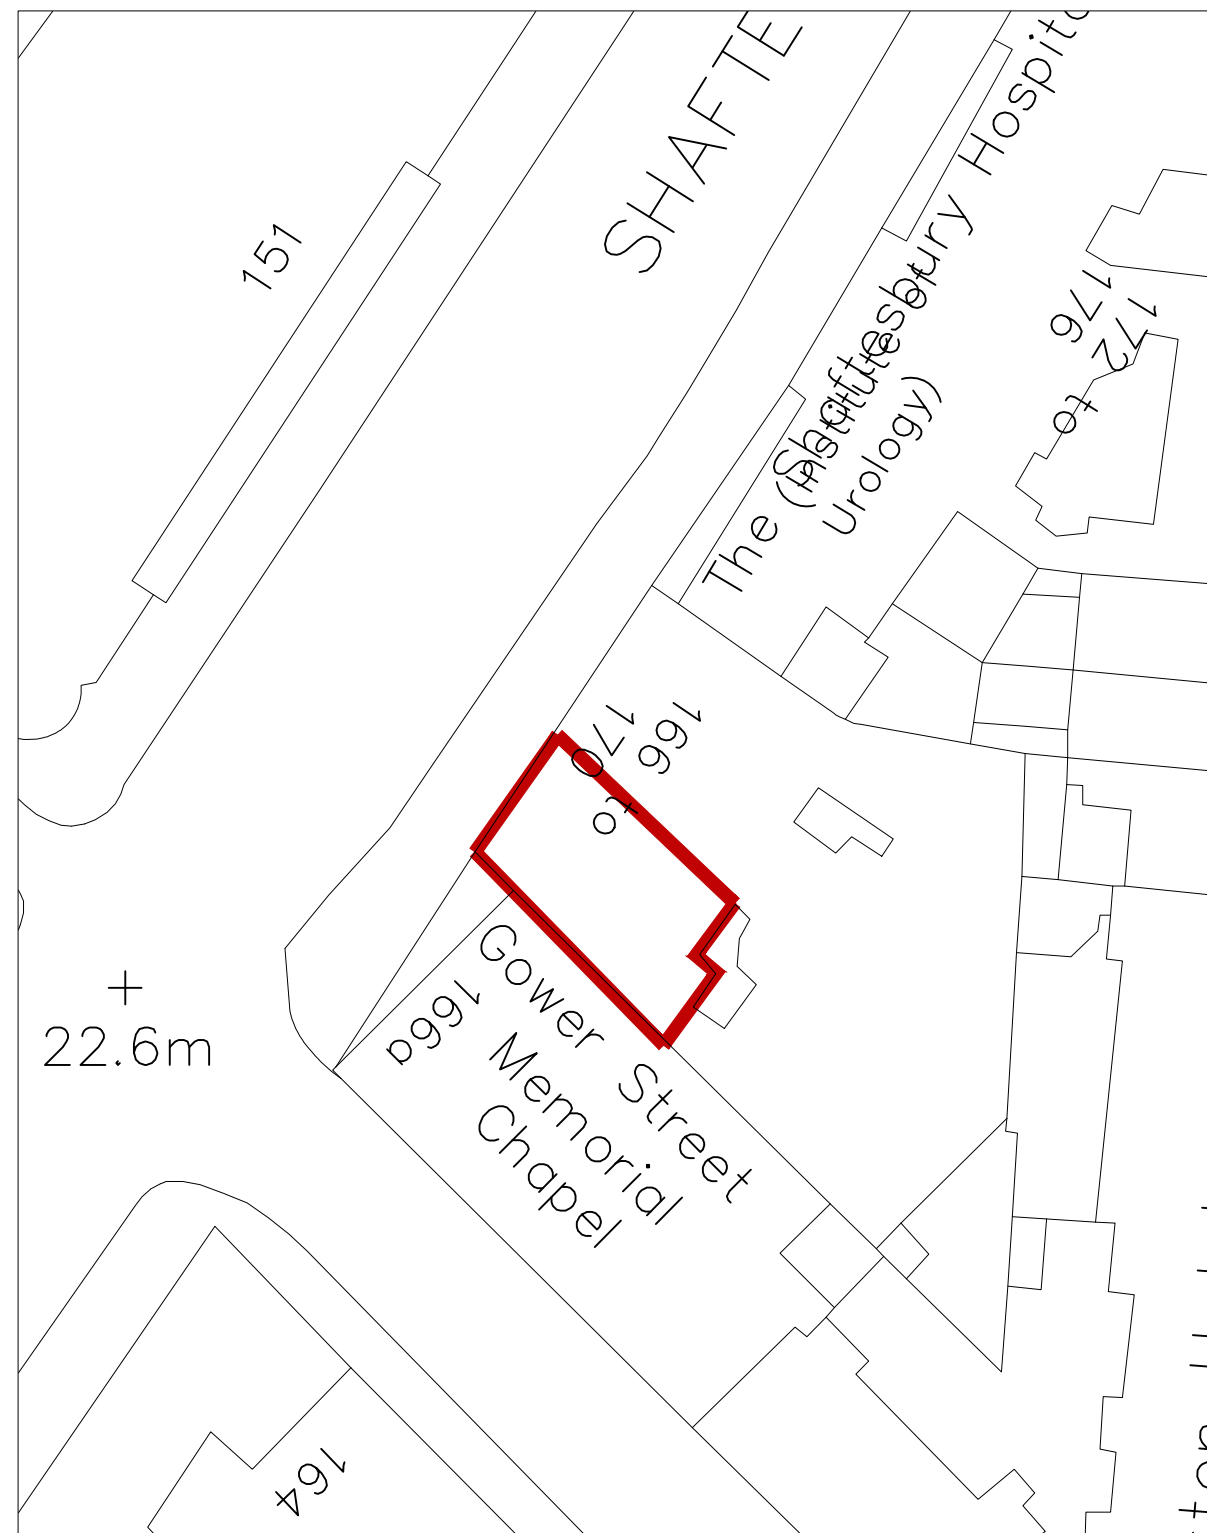 SHAFTE
151
The Shaftesbury Hospita
(Institute of
Urology)
176
to
172
170
to
166
166a
Gower Street
Memorial
Chapel
22.6m
164